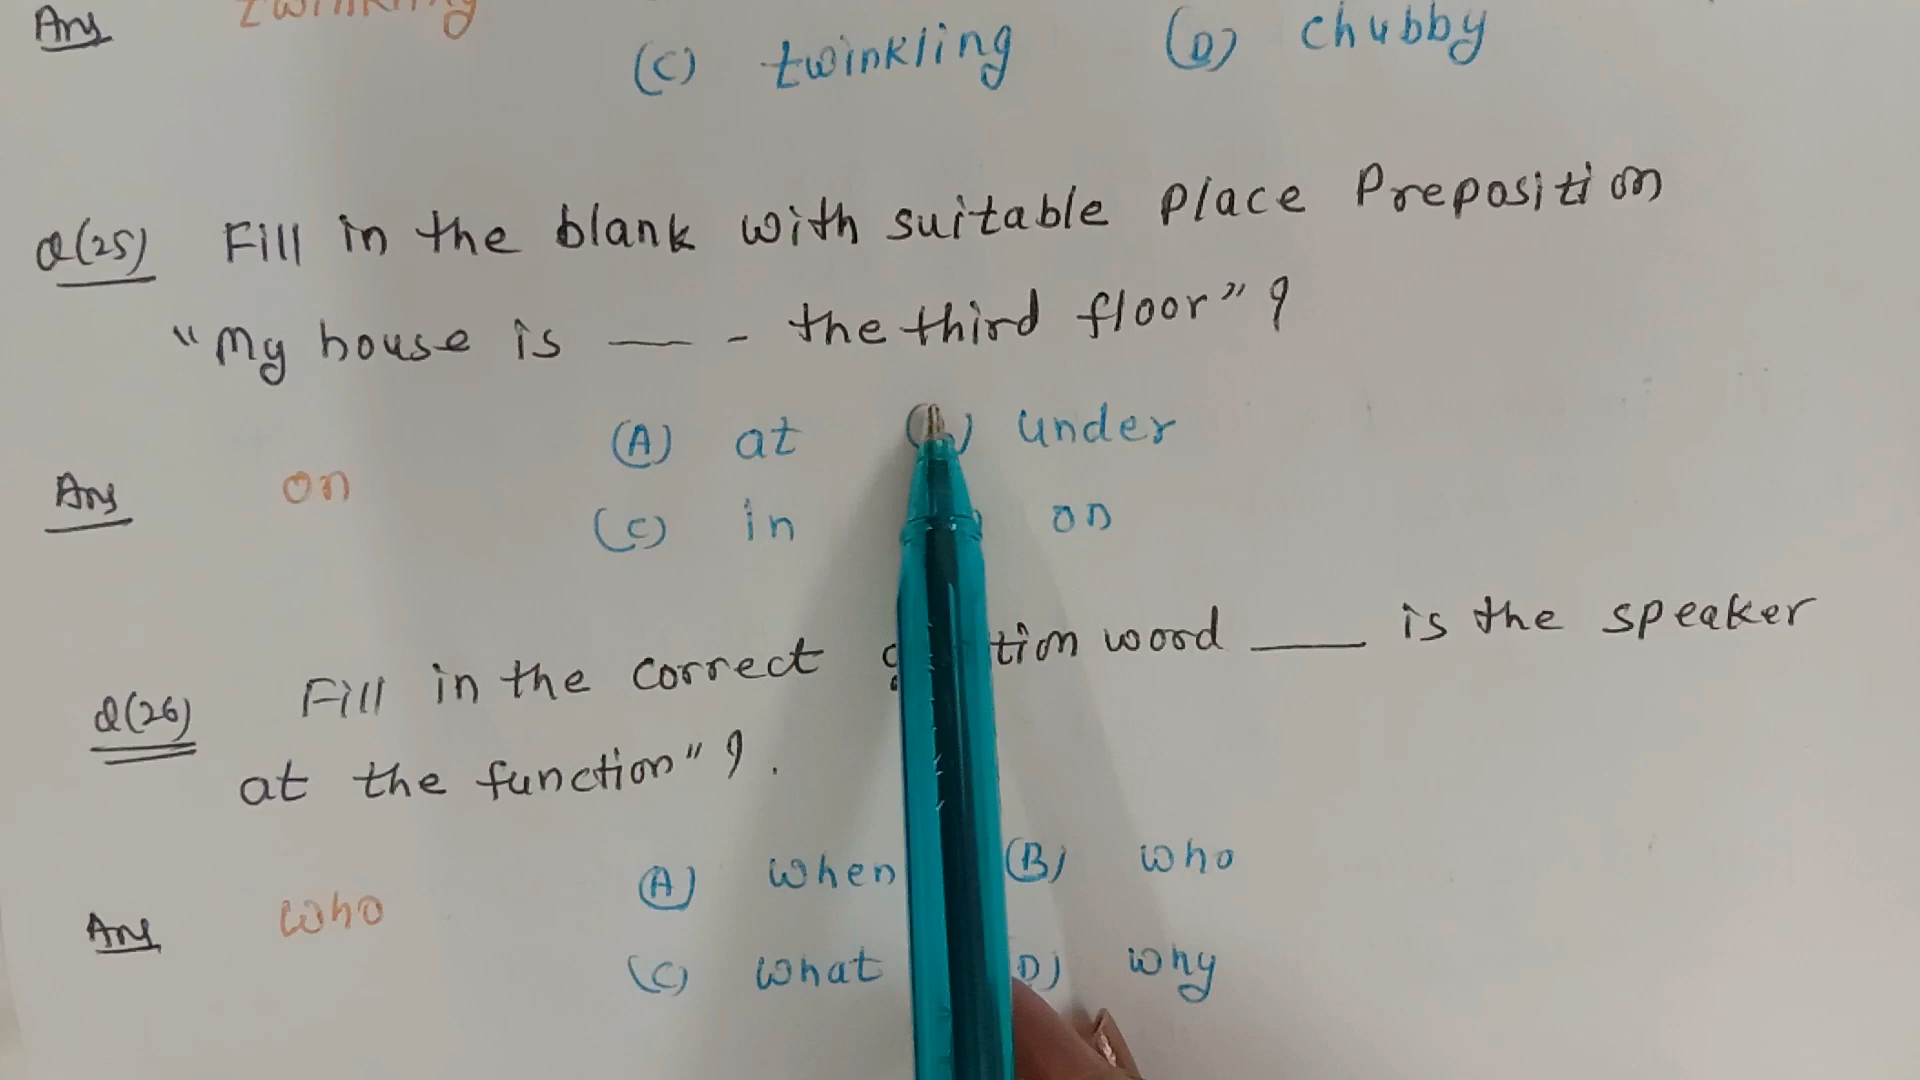 Ans twinkling
(C) twinkling (D) chubby
Q(25) Fill in the blank with suitable place Preposition
"My house is __ - the third floor"?
(A) at ( ) under
Ans on
(C) in on
Q(26) Fill in the correct tion word ___ is the speaker
at the function"?.
(A) when (B) who
Ans who
(C) what D) why